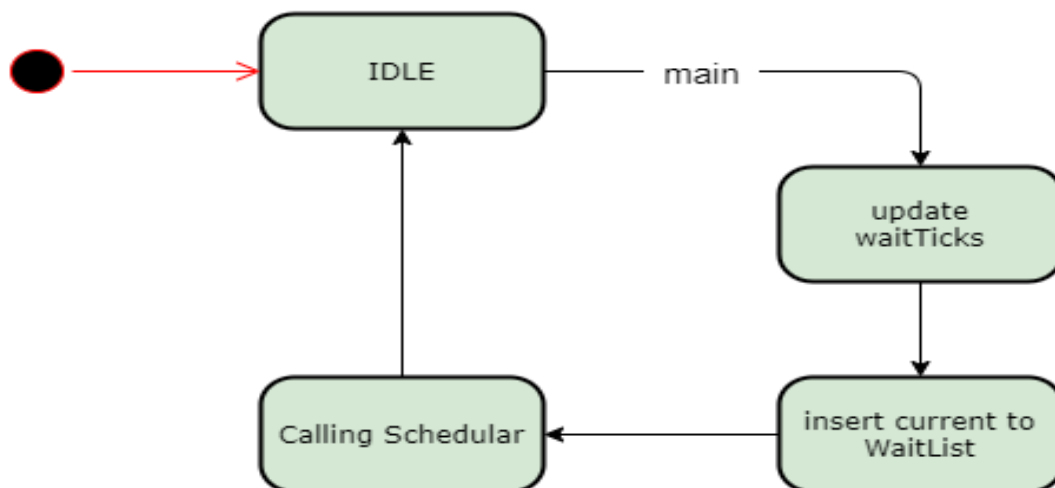 IDLE
main
update
waitTicks
insert current to
WaitList
Calling Schedular